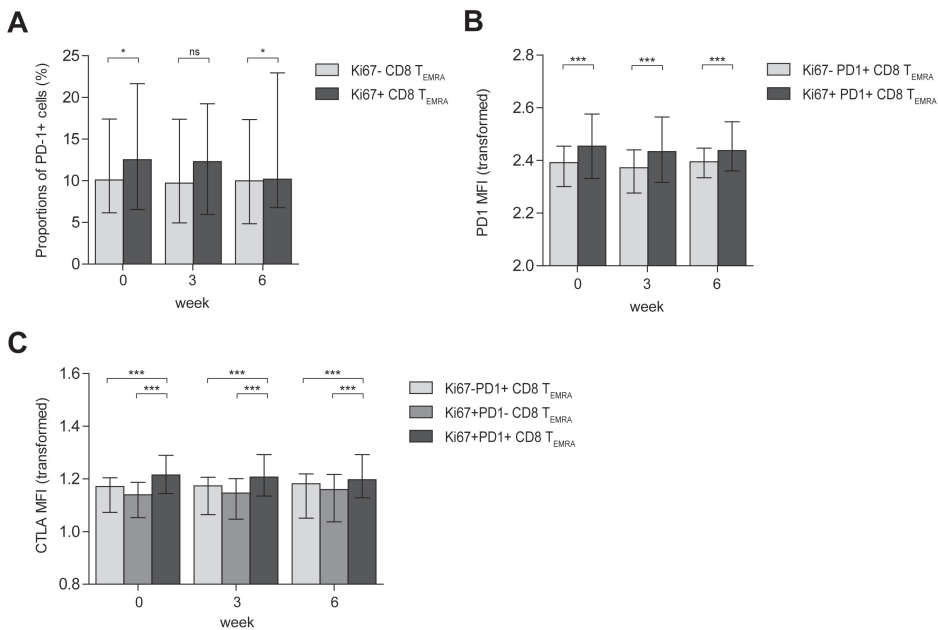 A
Proportions of PD-1+ cells (%)
25
20
15
10
5
0
* ns *
0 3 6
week
Ki67- CD8 TEMRA
Ki67+ CD8 TEMRA
B
PD1 MFI (transformed)
2.8
2.6
2.4
2.2
2.0
*** *** ***
0 3 6
week
Ki67- PD1+ CD8 TEMRA
Ki67+ PD1+ CD8 TEMRA
C
CTLA MFI (transformed)
1.6
1.4
1.2
1.0
0.8
*** *** ***
*** *** ***
0 3 6
week
Ki67-PD1+ CD8 TEMRA
Ki67+PD1- CD8 TEMRA
Ki67+PD1+ CD8 TEMRA